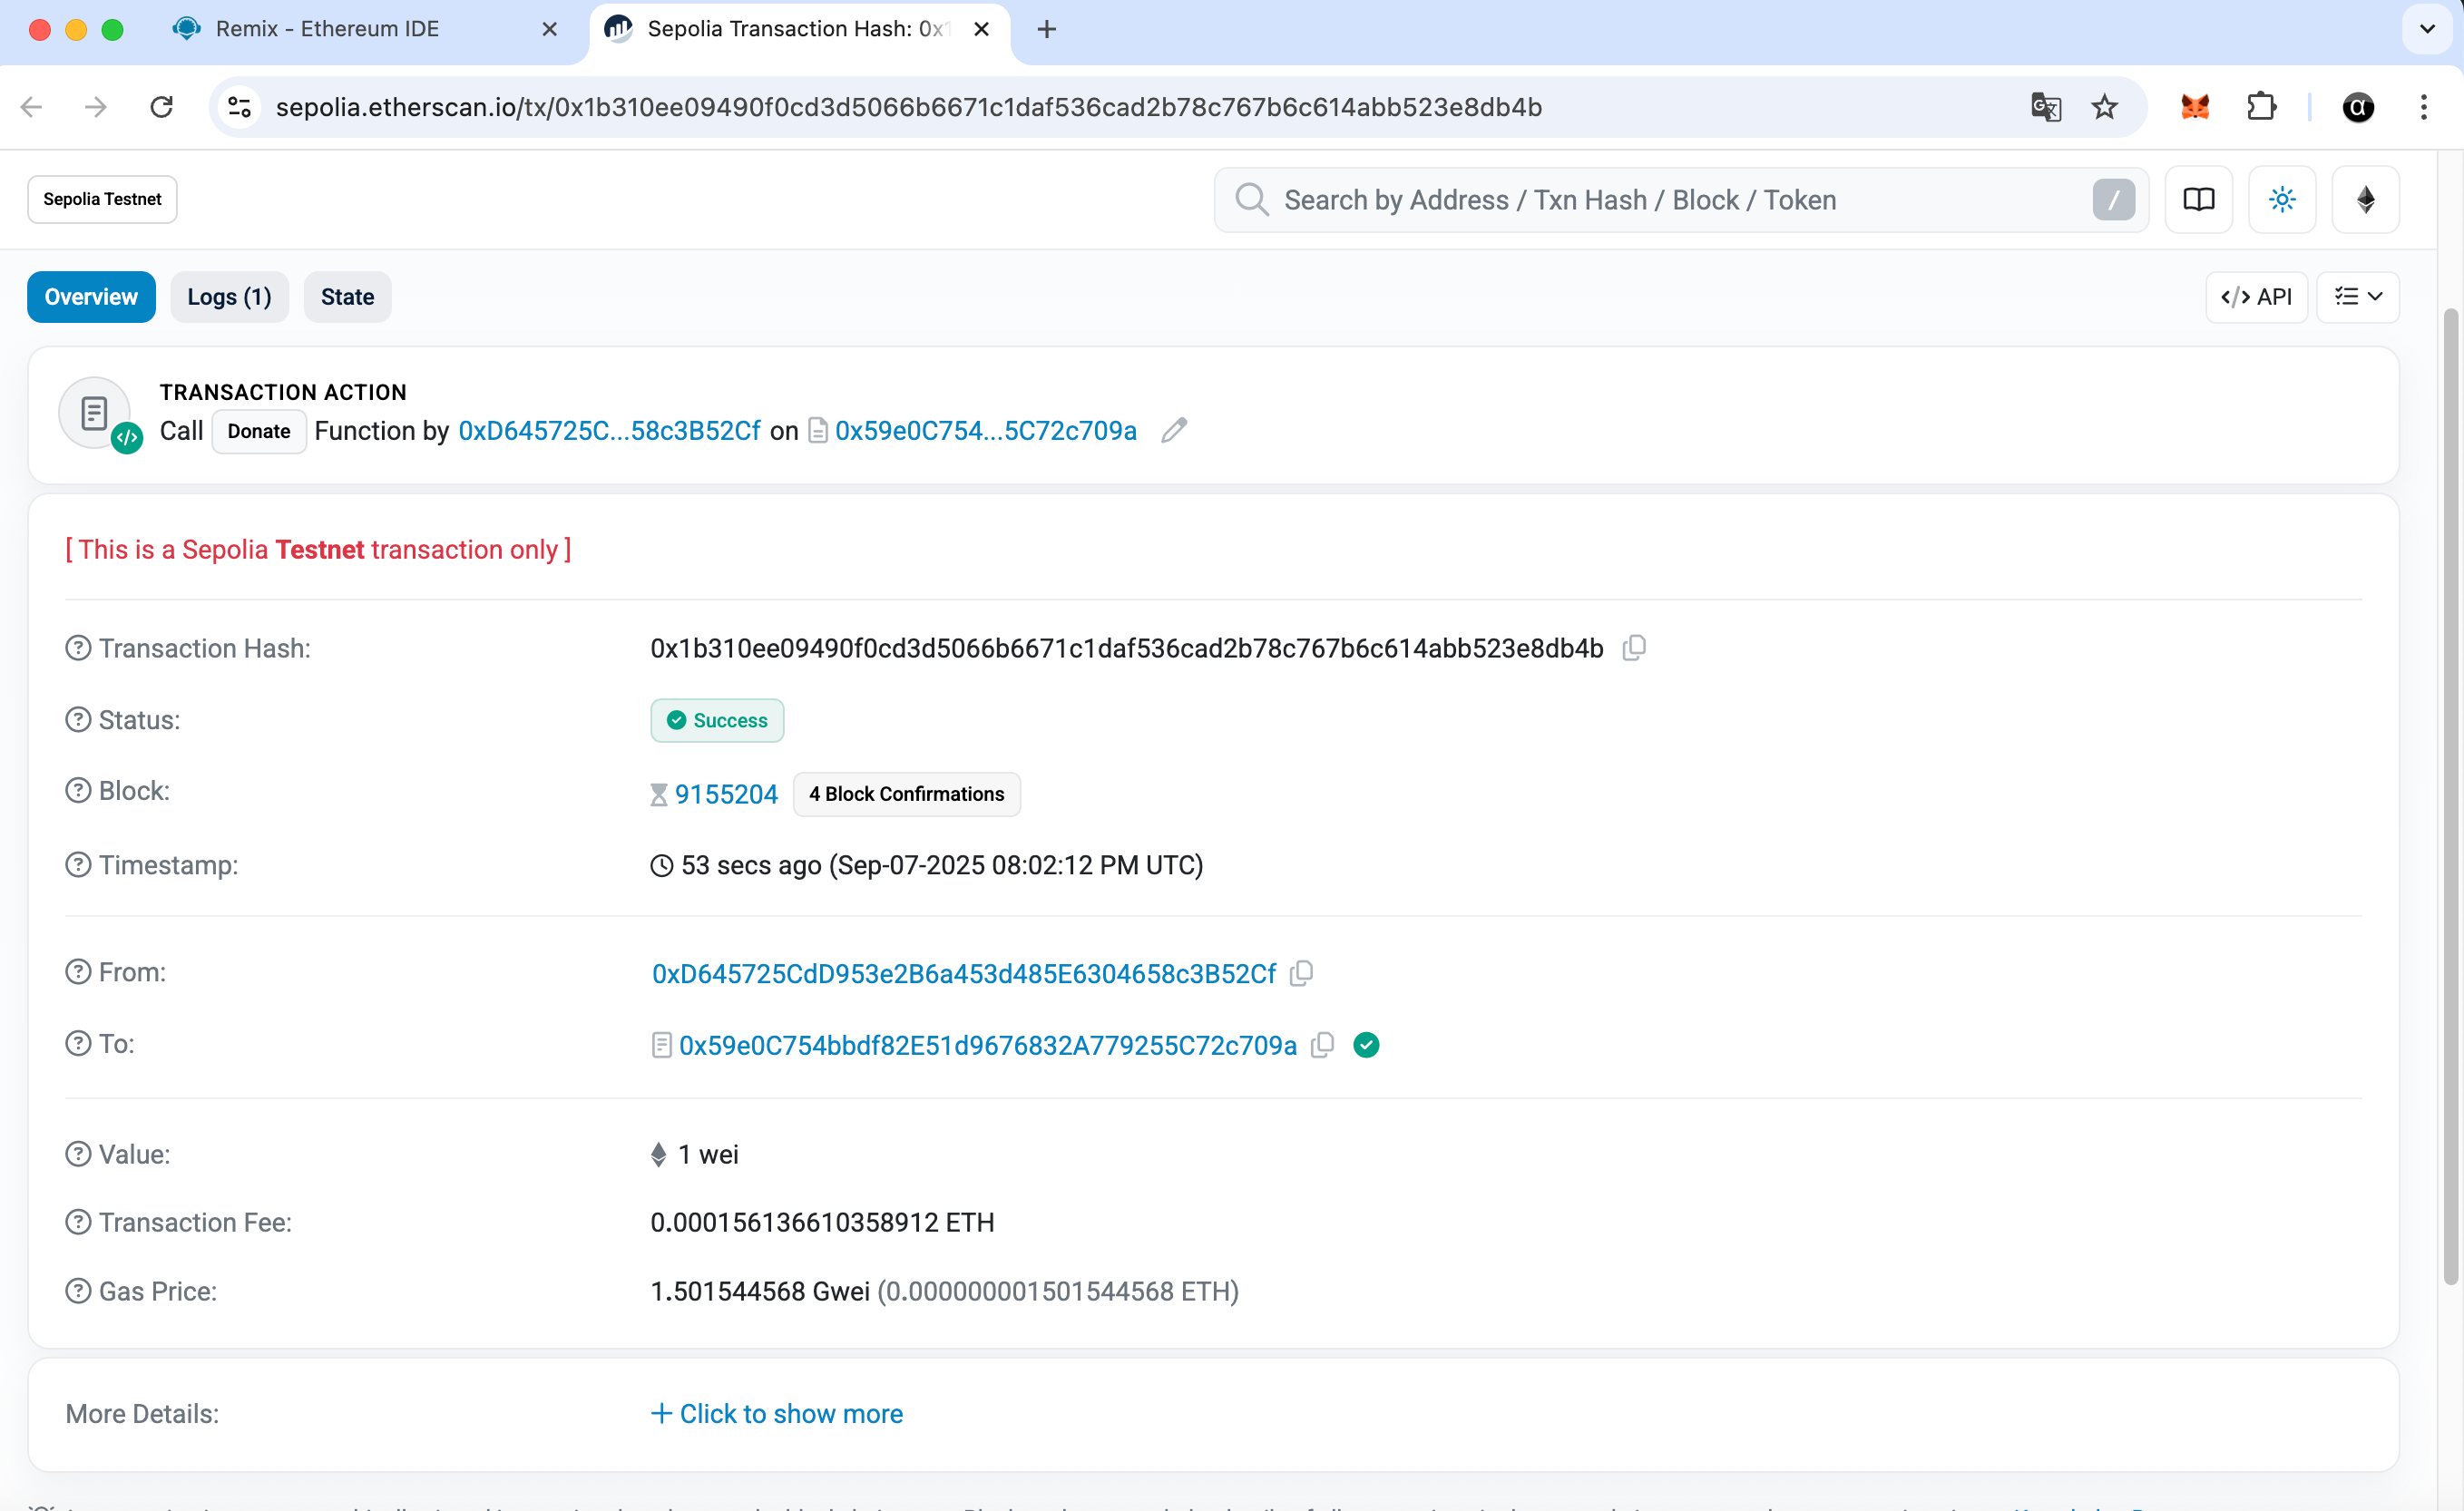 Remix - Ethereum IDE
Sepolia Transaction Hash: 0x1
sepolia.etherscan.io/tx/0x1b310ee09490f0cd3d5066b6671c1daf536cad2b78c767b6c614abb523e8db4b
Sepolia Testnet
Search by Address / Txn Hash / Block / Token
/
Overview
Logs (1)
State
</> API
TRANSACTION ACTION
Call Donate Function by 0xD645725C...58c3B52Cf on 0x59e0C754...5C72c709a
[ This is a Sepolia Testnet transaction only ]
Transaction Hash: 0x1b310ee09490f0cd3d5066b6671c1daf536cad2b78c767b6c614abb523e8db4b
Status: Success
Block: 9155204 4 Block Confirmations
Timestamp: 53 secs ago (Sep-07-2025 08:02:12 PM UTC)
From: 0xD645725CdD953e2B6a453d485E6304658c3B52Cf
To: 0x59e0C754bbdf82E51d9676832A779255C72c709a
Value: 1 wei
Transaction Fee: 0.000156136610358912 ETH
Gas Price: 1.501544568 Gwei (0.000000001501544568 ETH)
More Details: + Click to show more